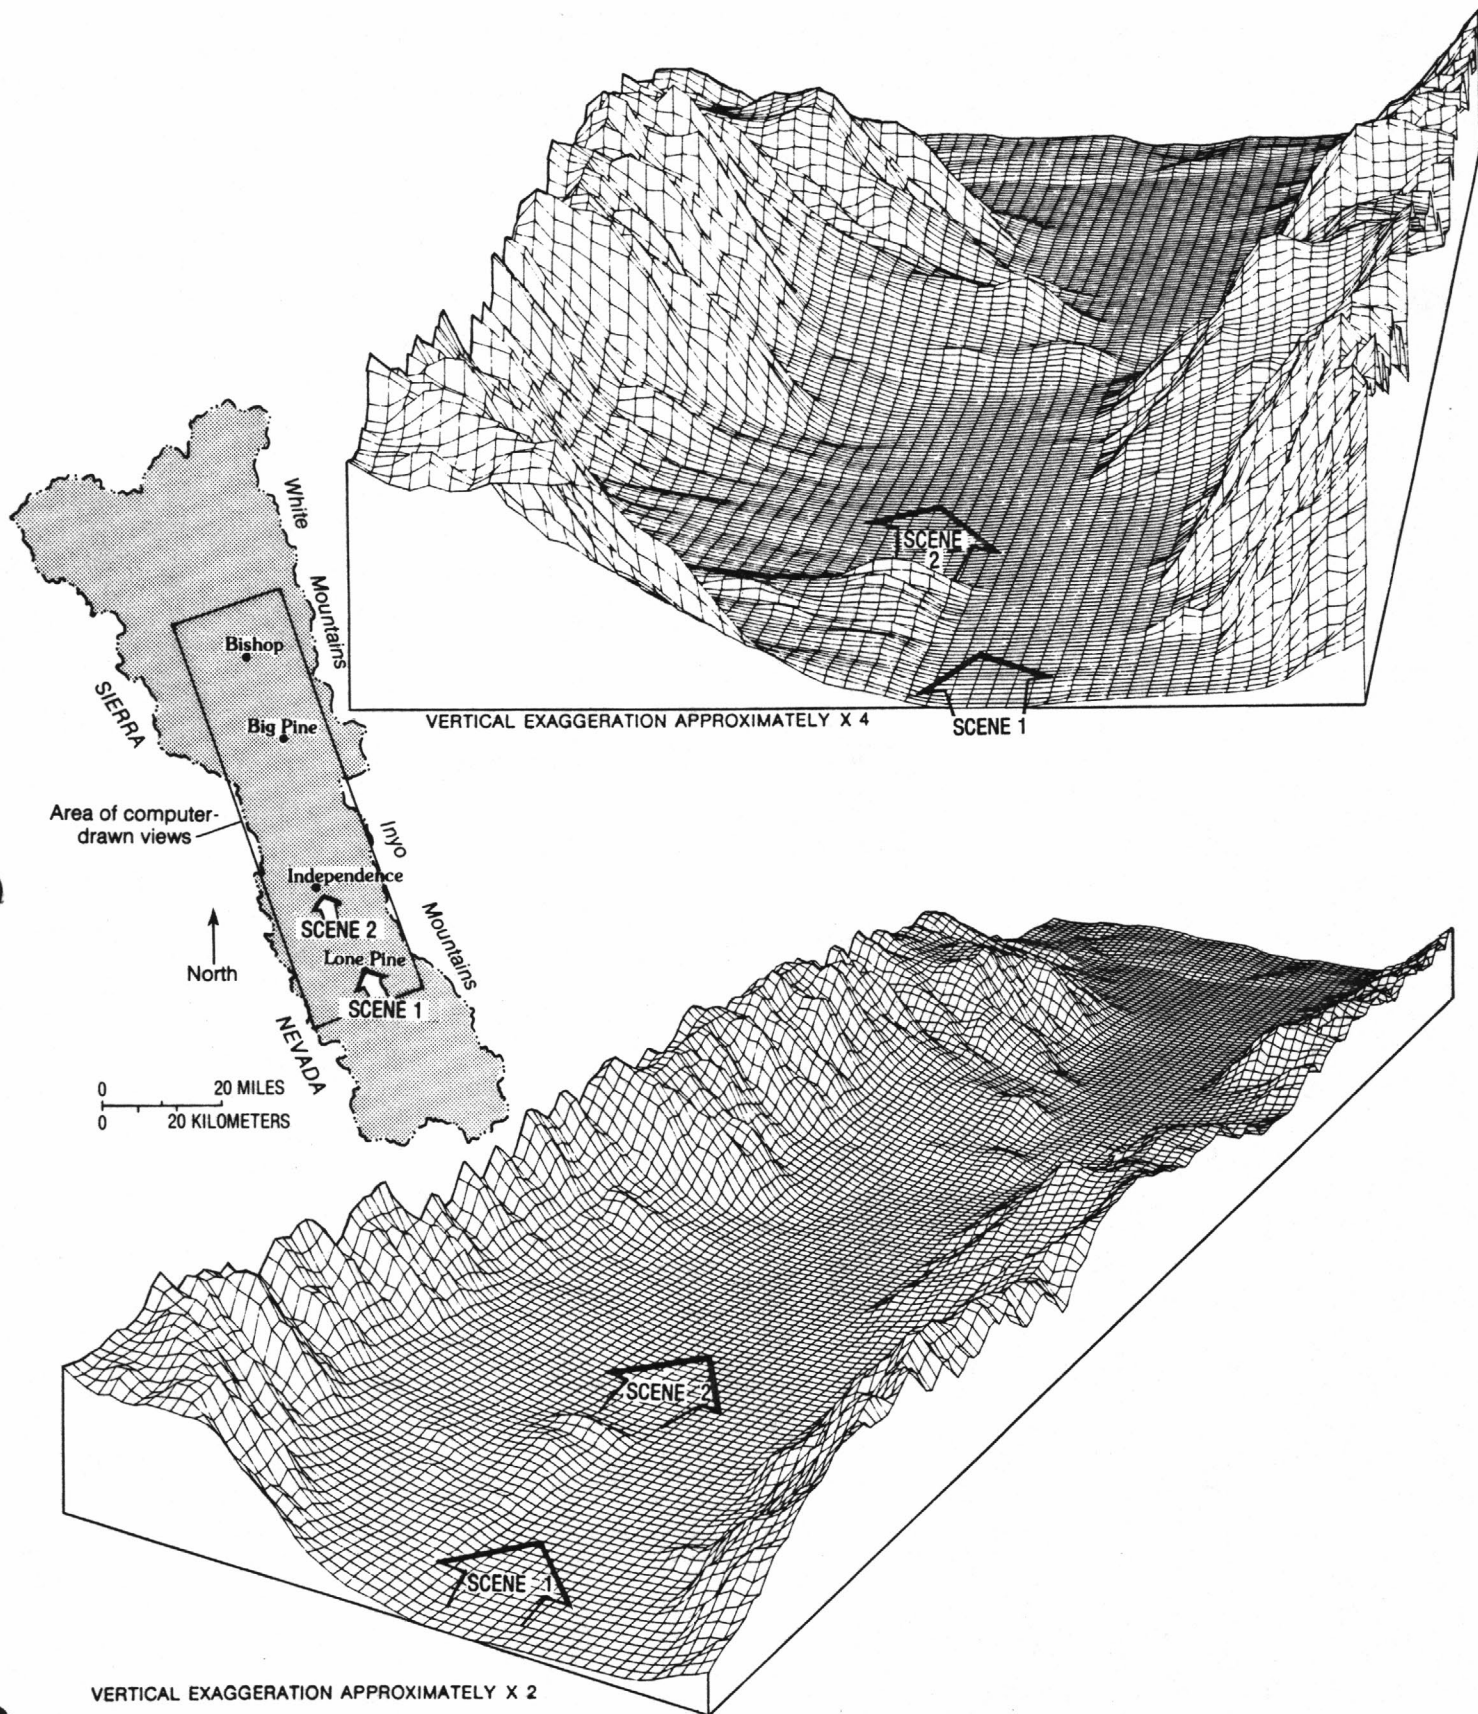 White
Mountains
Bishop
SIERRA
Big Pine
Area of computer-
drawn views
Inyo
Independence
SCENE 2
Mountains
Lone Pine
North
SCENE 1
NEVADA
0 20 MILES
0 20 KILOMETERS
SCENE
2
VERTICAL EXAGGERATION APPROXIMATELY X 4
SCENE 1
SCENE 2
SCENE 1
VERTICAL EXAGGERATION APPROXIMATELY X 2